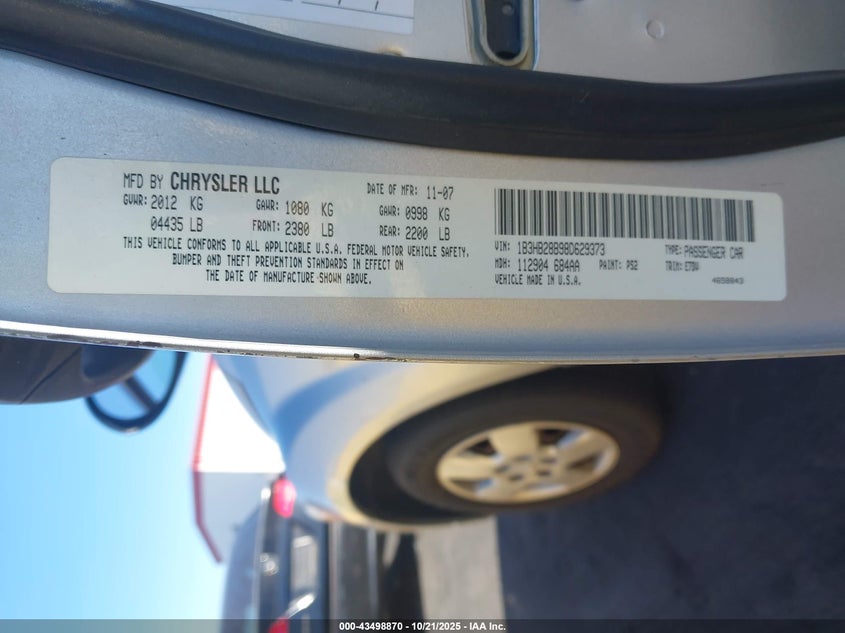 MFD BY CHRYSLER LLC DATE OF MFR: 11-07
GVWR: 2012 KG GAWR: 1080 KG GAWR: 0998 KG
04435 LB FRONT: 2380 LB REAR: 2200 LB
THIS VEHICLE CONFORMS TO ALL APPLICABLE U.S.A. FEDERAL MOTOR VEHICLE SAFETY,
BUMPER AND THEFT PREVENTION STANDARDS IN EFFECT ON
THE DATE OF MANUFACTURE SHOWN ABOVE.
VIN: 1B3HB28B98D629373 TYPE: PASSENGER CAR
MDH: 112904 684AA PAINT: PS2 TRIM: E7DV
VEHICLE MADE IN U.S.A.
000-43498870 • 10/21/2025 • IAA Inc.